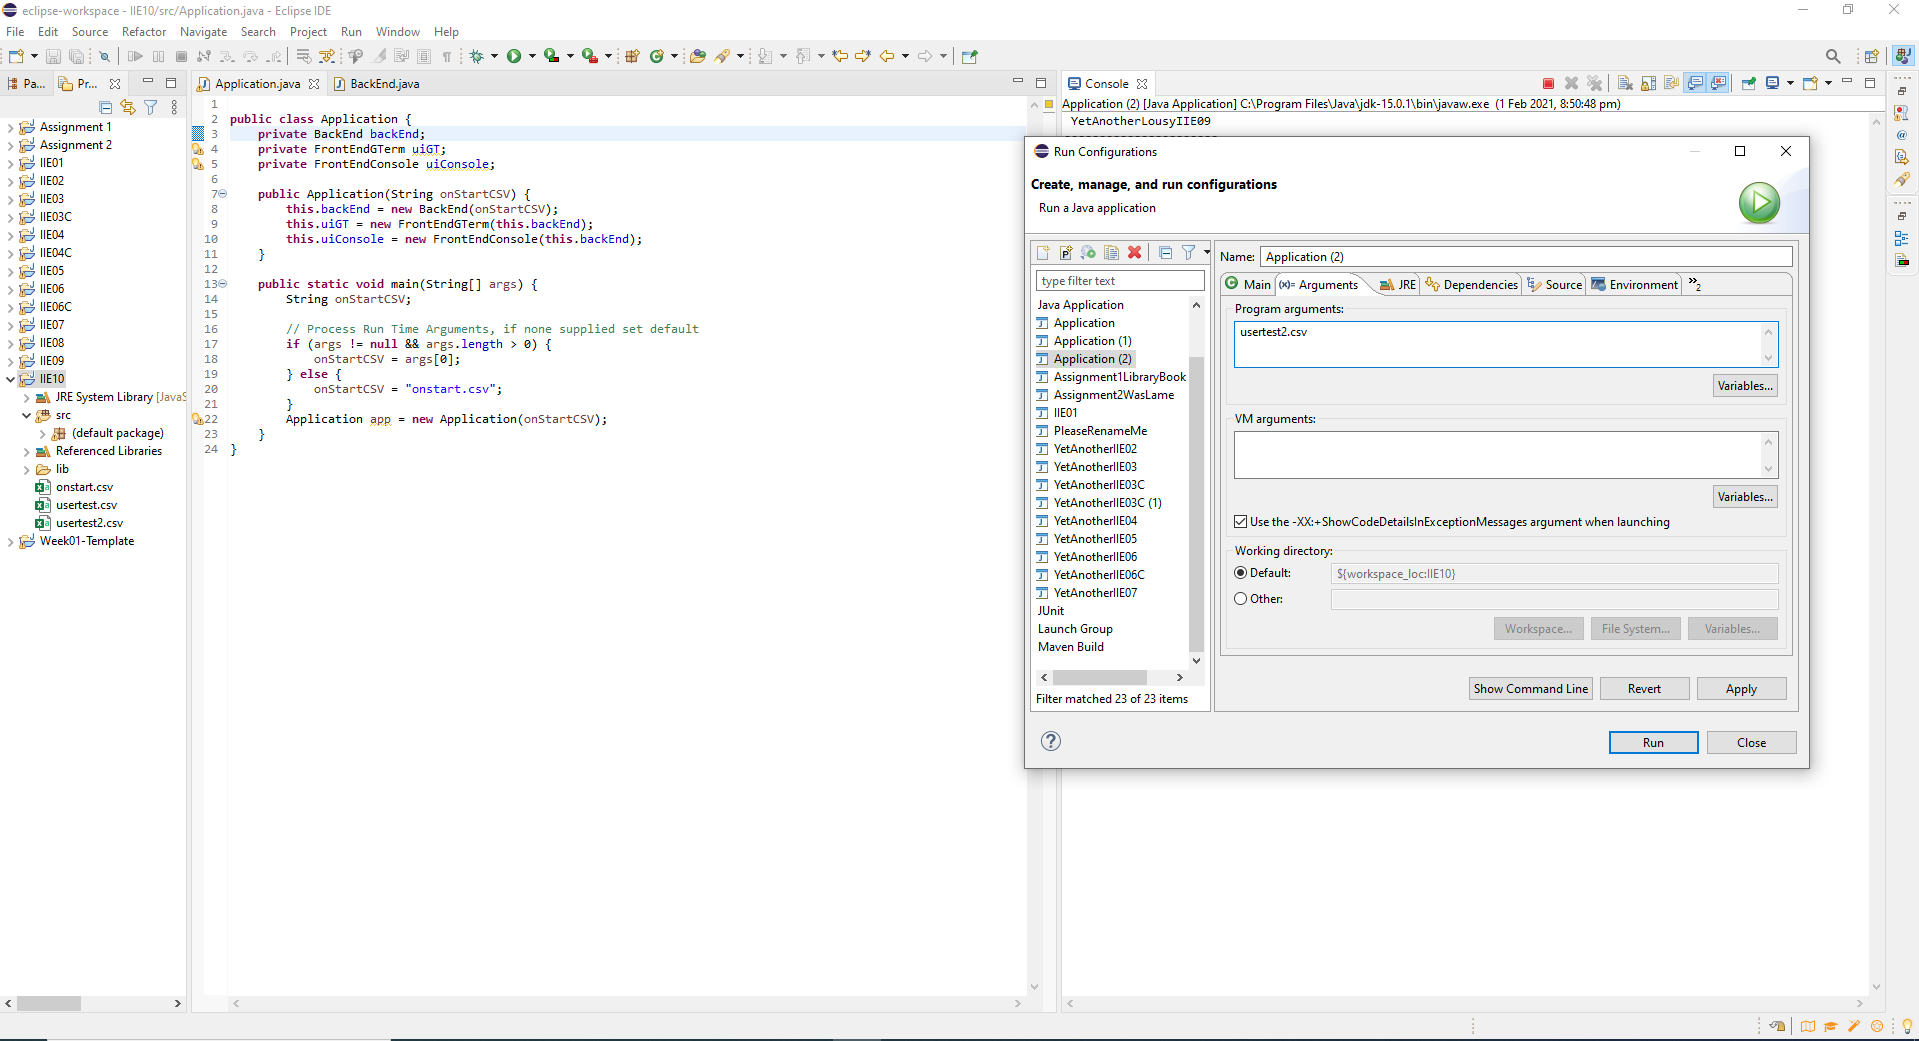 eclipse-workspace - IIE10/src/Application.java - Eclipse IDE
File Edit Source Refactor Navigate Search Project Run Window Help
Pa... Pr...
Assignment 1
Assignment 2
IIE01
IIE02
IIE03
IIE03C
IIE04
IIE04C
IIE05
IIE06
IIE06C
IIE07
IIE08
IIE09
IIE10
JRE System Library [JavaS
src
(default package)
Referenced Libraries
lib
onstart.csv
usertest.csv
usertest2.csv
Week01-Template
Application.java BackEnd.java
1
2 public class Application {
3 private BackEnd backEnd;
4 private FrontEndGTerm uiGT;
5 private FrontEndConsole uiConsole;
6
7 public Application(String onStartCSV) {
8 this.backEnd = new BackEnd(onStartCSV);
9 this.uiGT = new FrontEndGTerm(this.backEnd);
10 this.uiConsole = new FrontEndConsole(this.backEnd);
11 }
12
13 public static void main(String[] args) {
14 String onStartCSV;
15
16 // Process Run Time Arguments, if none supplied set default
17 if (args != null && args.length > 0) {
18 onStartCSV = args[0];
19 } else {
20 onStartCSV = "onstart.csv";
21 }
22 Application app = new Application(onStartCSV);
23 }
24 }
Console
Application (2) [Java Application] C:\Program Files\Java\jdk-15.0.1\bin\javaw.exe (1 Feb 2021, 8:50:48 pm)
YetAnotherLousyIIE09
Run Configurations
Create, manage, and run configurations
Run a Java application
type filter text
Java Application
Application
Application (1)
Application (2)
Assignment1LibraryBook
Assignment2WasLame
IIE01
PleaseRenameMe
YetAnotherIIE02
YetAnotherIIE03
YetAnotherIIE03C
YetAnotherIIE03C (1)
YetAnotherIIE04
YetAnotherIIE05
YetAnotherIIE06
YetAnotherIIE06C
YetAnotherIIE07
JUnit
Launch Group
Maven Build
Filter matched 23 of 23 items
Name: Application (2)
Main (x)= Arguments JRE Dependencies Source Environment »2
Program arguments:
usertest2.csv
Variables...
VM arguments:
Variables...
Use the -XX:+ShowCodeDetailsInExceptionMessages argument when launching
Working directory:
Default: ${workspace_loc:IIE10}
Other:
Workspace... File System... Variables...
Show Command Line Revert Apply
Run Close